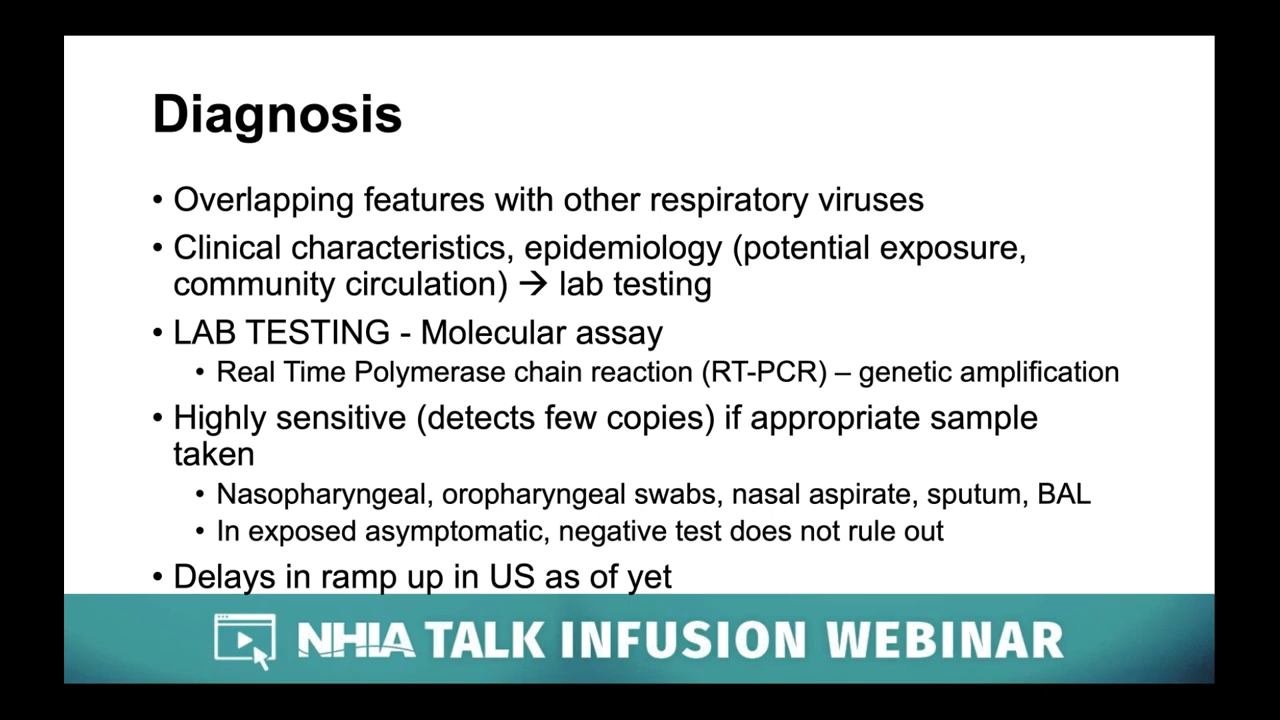 Diagnosis
• Overlapping features with other respiratory viruses
• Clinical characteristics, epidemiology (potential exposure,
community circulation) → lab testing
• LAB TESTING - Molecular assay
• Real Time Polymerase chain reaction (RT-PCR) – genetic amplification
• Highly sensitive (detects few copies) if appropriate sample
taken
• Nasopharyngeal, oropharyngeal swabs, nasal aspirate, sputum, BAL
• In exposed asymptomatic, negative test does not rule out
• Delays in ramp up in US as of yet
NHIA TALK INFUSION WEBINAR